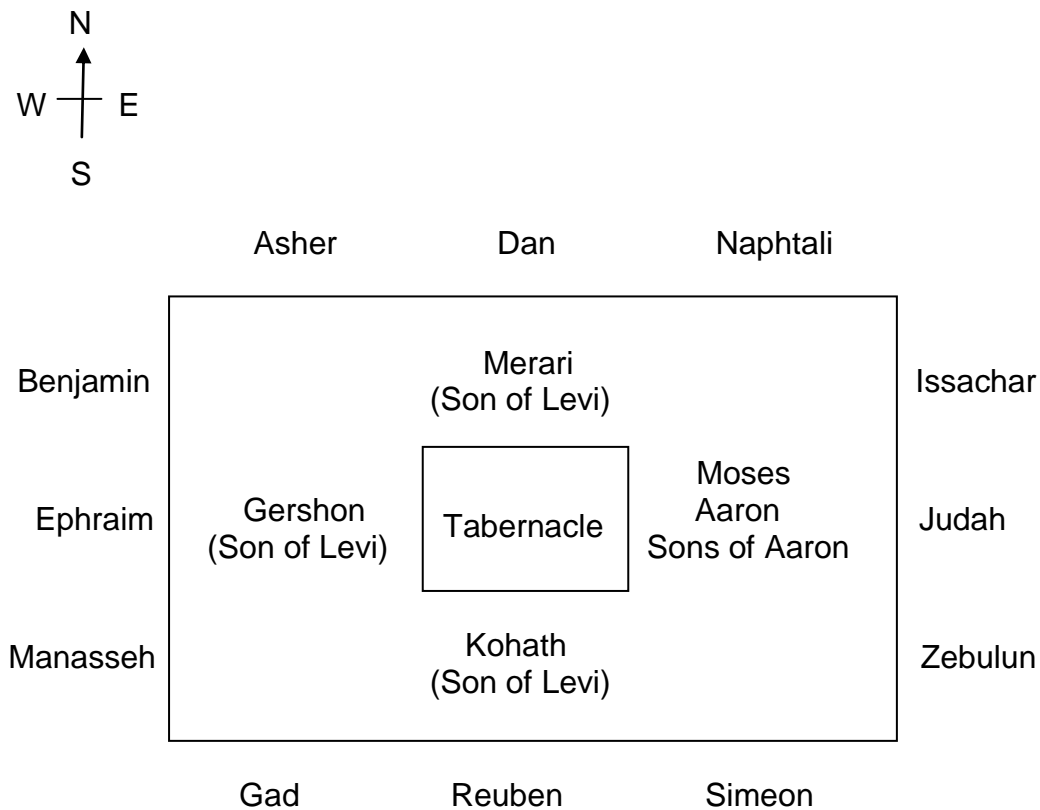 N
W E
S
Asher Dan Naphtali
Merari
(Son of Levi)
Benjamin
Issachar
Moses
Aaron
Sons of Aaron
Ephraim
Gershon
(Son of Levi)
Tabernacle
Judah
Kohath
(Son of Levi)
Manasseh
Zebulun
Gad Reuben Simeon